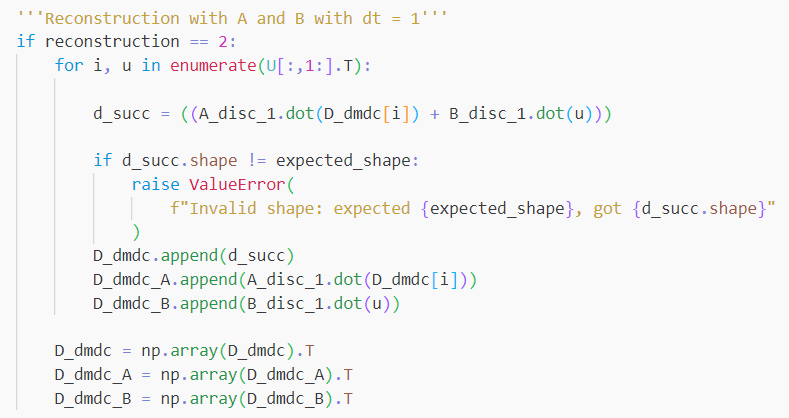 '''Reconstruction with A and B with dt = 1'''
if reconstruction == 2:
    for i, u in enumerate(U[:,1:].T):
        d_succ = ((A_disc_1.dot(D_dmdc[i]) + B_disc_1.dot(u)))
        if d_succ.shape != expected_shape:
            raise ValueError(
                f"Invalid shape: expected {expected_shape}, got {d_succ.shape}"
            )
        D_dmdc.append(d_succ)
        D_dmdc_A.append(A_disc_1.dot(D_dmdc[i]))
        D_dmdc_B.append(B_disc_1.dot(u))
    D_dmdc = np.array(D_dmdc).T
    D_dmdc_A = np.array(D_dmdc_A).T
    D_dmdc_B = np.array(D_dmdc_B).T